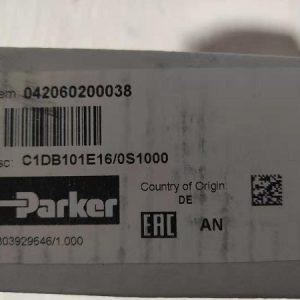 em 042060200038
sc: C1DB101E16/0S1000
Parker
Country of Origin
DE
EAC AN
303929646/1.000